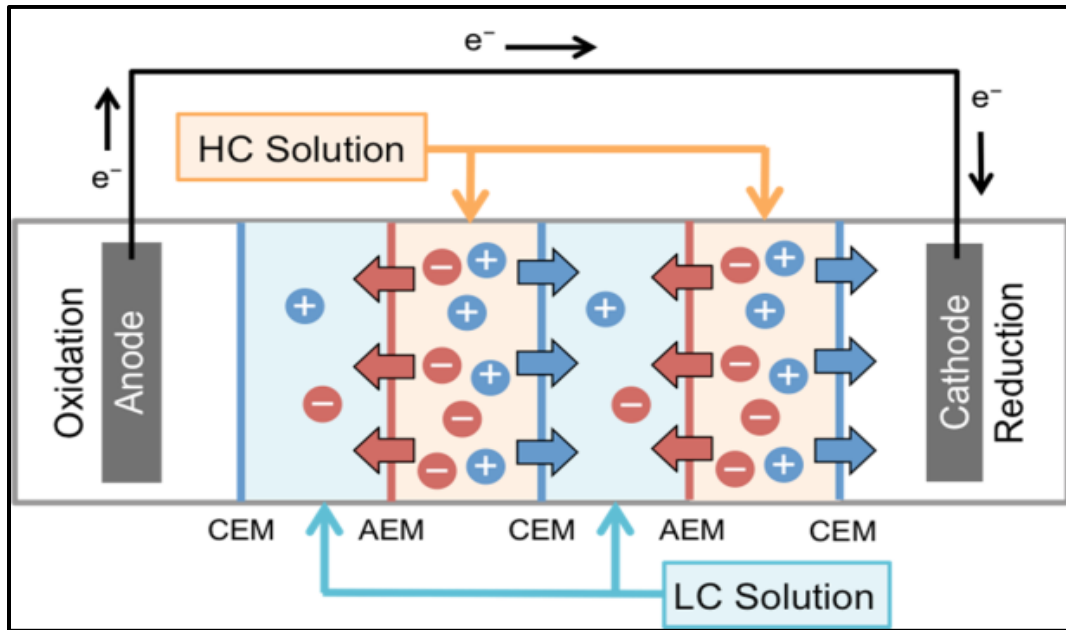 e⁻
e⁻
e⁻
HC Solution
Oxidation
Anode
Cathode
Reduction
+
−
−
+
+
−
+
−
−
+
+
−
−
+
+
−
+
−
−
+
CEM
AEM
CEM
AEM
CEM
LC Solution